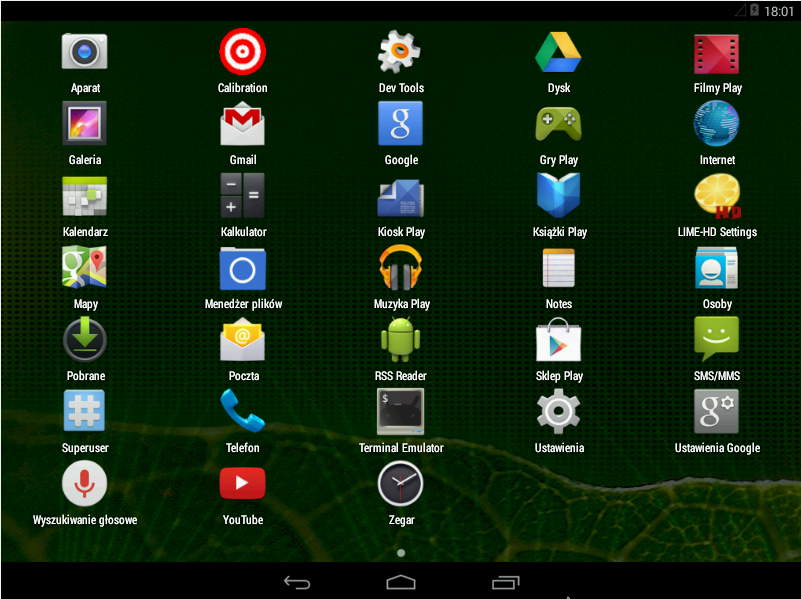 18:01
Aparat
Calibration
Dev Tools
Dysk
Filmy Play
Galeria
Gmail
Google
Gry Play
Internet
Kalendarz
Kalkulator
Kiosk Play
Książki Play
LIME-HD Settings
Mapy
Menedżer plików
Muzyka Play
Notes
Osoby
Pobrane
Poczta
RSS Reader
Sklep Play
SMS/MMS
Superuser
Telefon
Terminal Emulator
Ustawienia
Ustawienia Google
Wyszukiwanie głosowe
YouTube
Zegar